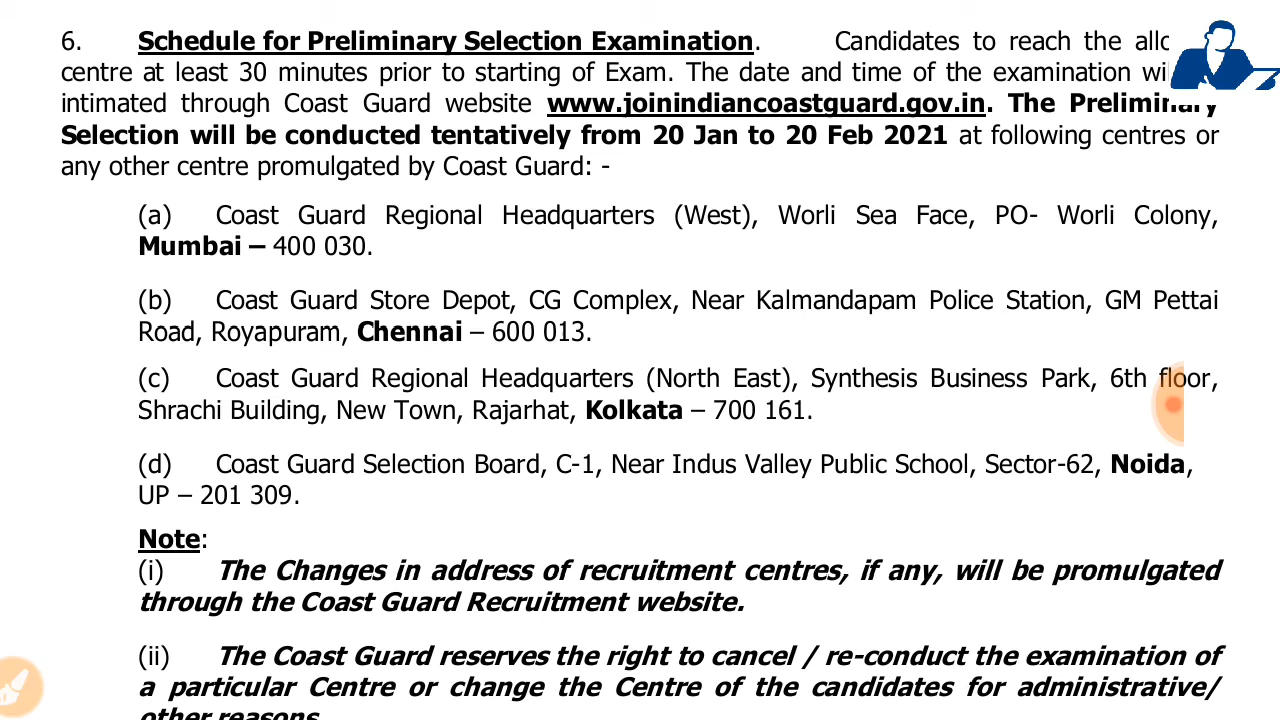 6. Schedule for Preliminary Selection Examination. Candidates to reach the
centre at least 30 minutes prior to starting of Exam. The date and time of the examination
intimated through Coast Guard website www.joinindiancoastguard.gov.in. The Preliminary
Selection will be conducted tentatively from 20 Jan to 20 Feb 2021 at following centres or
any other centre promulgated by Coast Guard: -
(a) Coast Guard Regional Headquarters (West), Worli Sea Face, PO- Worli Colony,
Mumbai – 400 030.
(b) Coast Guard Store Depot, CG Complex, Near Kalmandapam Police Station, GM Pettai
Road, Royapuram, Chennai – 600 013.
(c) Coast Guard Regional Headquarters (North East), Synthesis Business Park, 6th floor,
Shrachi Building, New Town, Rajarhat, Kolkata – 700 161.
(d) Coast Guard Selection Board, C-1, Near Indus Valley Public School, Sector-62, Noida,
UP – 201 309.
Note:
(i) The Changes in address of recruitment centres, if any, will be promulgated
through the Coast Guard Recruitment website.
(ii) The Coast Guard reserves the right to cancel / re-conduct the examination of
a particular Centre or change the Centre of the candidates for administrative/
other reasons